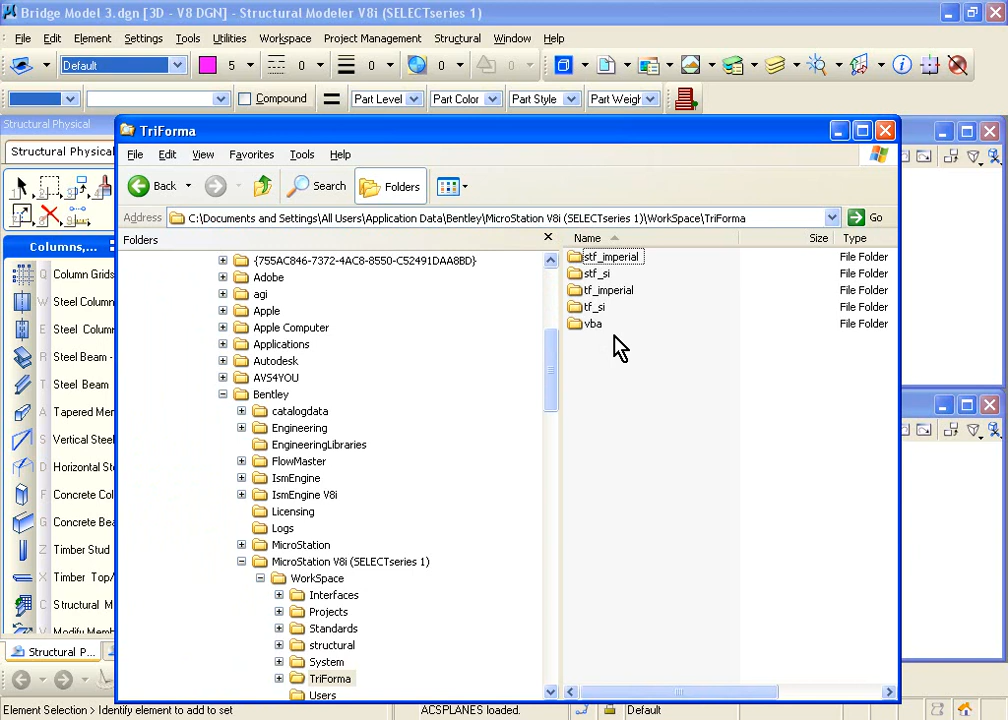 Bridge Model 3.dgn [3D - V8 DGN] - Structural Modeler V8i (SELECTseries 1)
File Edit Element Settings Tools Utilities Workspace Project Management Structural Window Help
Default 5 0 0 0 0
Compound Part Level Part Color Part Style Part Weigh
Structural Physical
Structural Physical
Columns,...
Q Column Grids
W Steel Column
E Steel Column
R Steel Beam -
T Steel Beam
A Tapered Mem
S Vertical Steel
D Horizontal St
F Concrete Col
G Concrete Bea
Z Timber Stud
X Timber Top/
C Structural M
V Modify Memb
Structural P...
Element Selection > Identify element to add to set
ACSPLANES loaded.
Default
TriForma
File Edit View Favorites Tools Help
Back Search Folders
Address C:\Documents and Settings\All Users\Application Data\Bentley\MicroStation V8i (SELECTseries 1)\WorkSpace\TriForma Go
Folders
{755AC846-7372-4AC8-8550-C52491DAA8BD}
Adobe
agi
Apple
Apple Computer
Applications
Autodesk
AVS4YOU
Bentley
catalogdata
Engineering
EngineeringLibraries
FlowMaster
IsmEngine
IsmEngine V8i
Licensing
Logs
MicroStation
MicroStation V8i (SELECTseries 1)
WorkSpace
Interfaces
Projects
Standards
structural
System
TriForma
Users
Name Size Type
stf_imperial File Folder
stf_si File Folder
tf_imperial File Folder
tf_si File Folder
vba File Folder